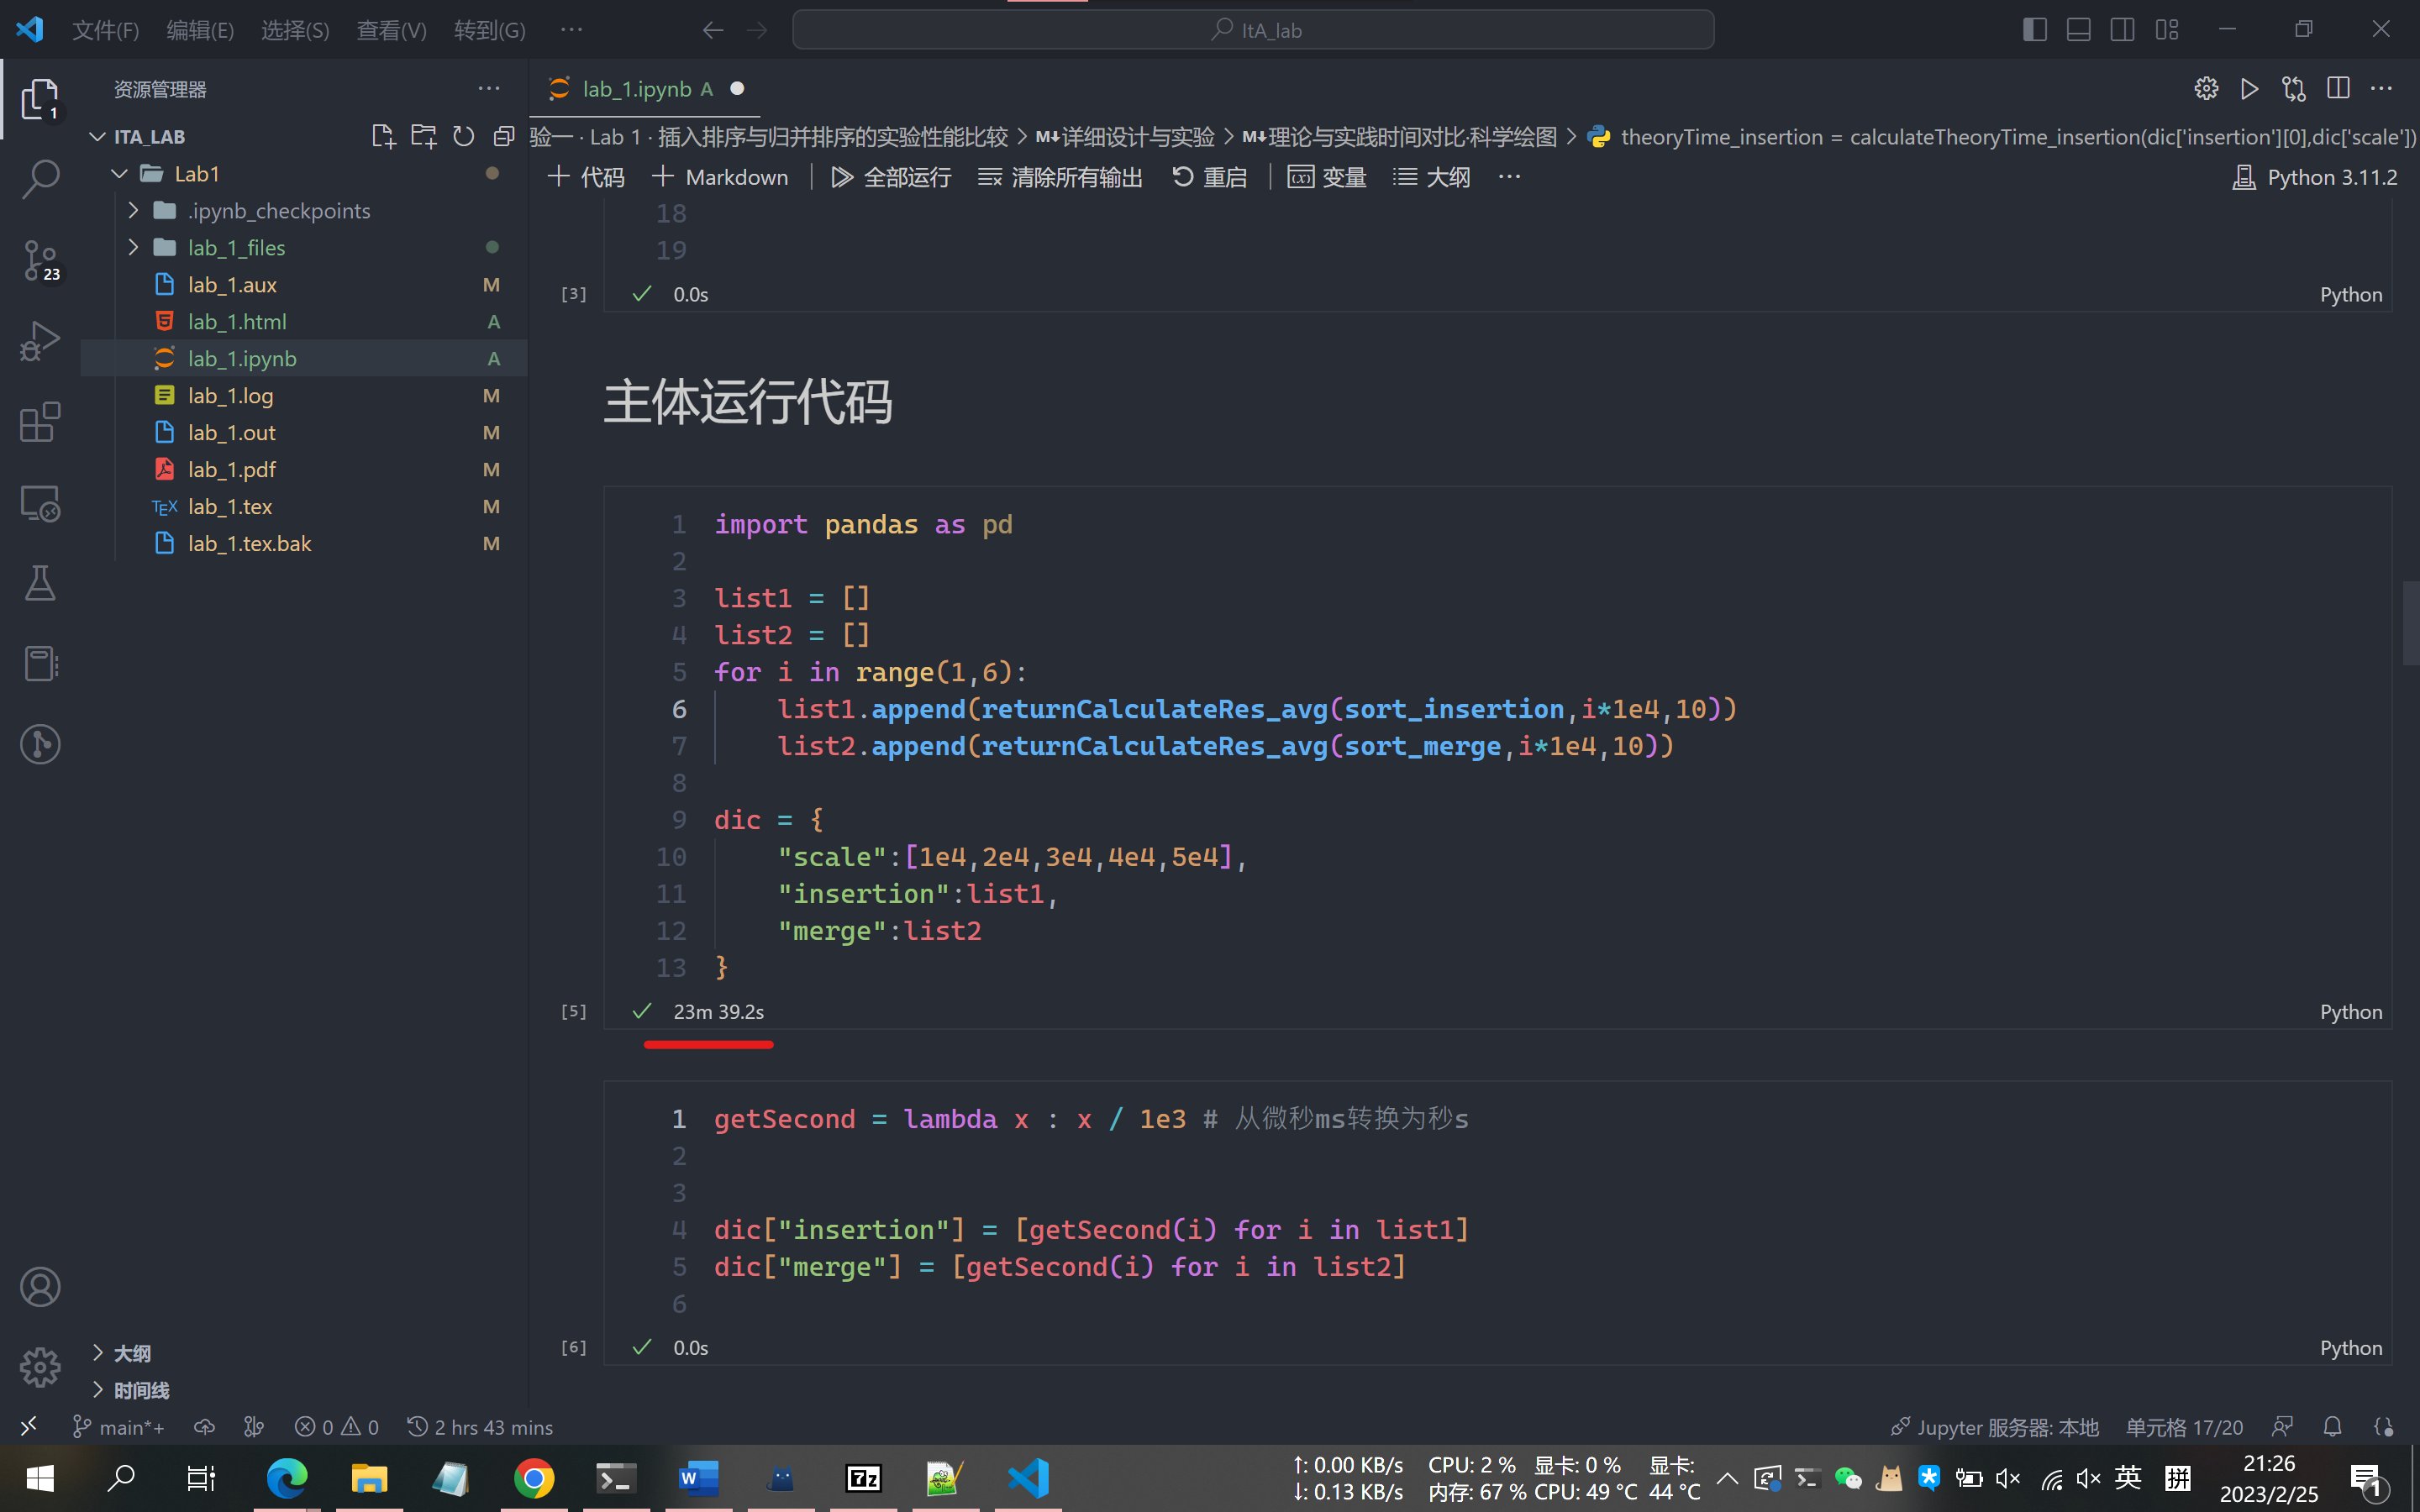 文件(F) 编辑(E) 选择(S) 查看(V) 转到(G) ···
ItA_lab
资源管理器
1
ITA_LAB
Lab1
.ipynb_checkpoints
lab_1_files
lab_1.aux M
lab_1.html A
lab_1.ipynb A
lab_1.log M
lab_1.out M
lab_1.pdf M
TEX lab_1.tex M
lab_1.tex.bak M
23
大纲
时间线
lab_1.ipynb A
验一 · Lab 1 · 插入排序与归并排序的实验性能比较 > M↓详细设计与实验 > M↓理论与实践时间对比·科学绘图 > theoryTime_insertion = calculateTheoryTime_insertion(dic['insertion'][0],dic['scale'])
+ 代码 + Markdown | 全部运行 清除所有输出 重启 | 变量 大纲 ···
Python 3.11.2
18
19
[3] ✓ 0.0s Python
主体运行代码
1 import pandas as pd
2
3 list1 = []
4 list2 = []
5 for i in range(1,6):
6 list1.append(returnCalculateRes_avg(sort_insertion,i*1e4,10))
7 list2.append(returnCalculateRes_avg(sort_merge,i*1e4,10))
8
9 dic = {
10 "scale":[1e4,2e4,3e4,4e4,5e4],
11 "insertion":list1,
12 "merge":list2
13 }
[5] ✓ 23m 39.2s Python
1 getSecond = lambda x : x / 1e3 # 从微秒ms转换为秒s
2
3
4 dic["insertion"] = [getSecond(i) for i in list1]
5 dic["merge"] = [getSecond(i) for i in list2]
6
[6] ✓ 0.0s Python
main*+ 0 0 2 hrs 43 mins
Jupyter 服务器: 本地 单元格 17/20
W
7z
↑: 0.00 KB/s CPU: 2 % 显卡: 0 % 显卡:
↓: 0.13 KB/s 内存: 67 % CPU: 49 °C 44 °C
英 拼
21:26
2023/2/25
1